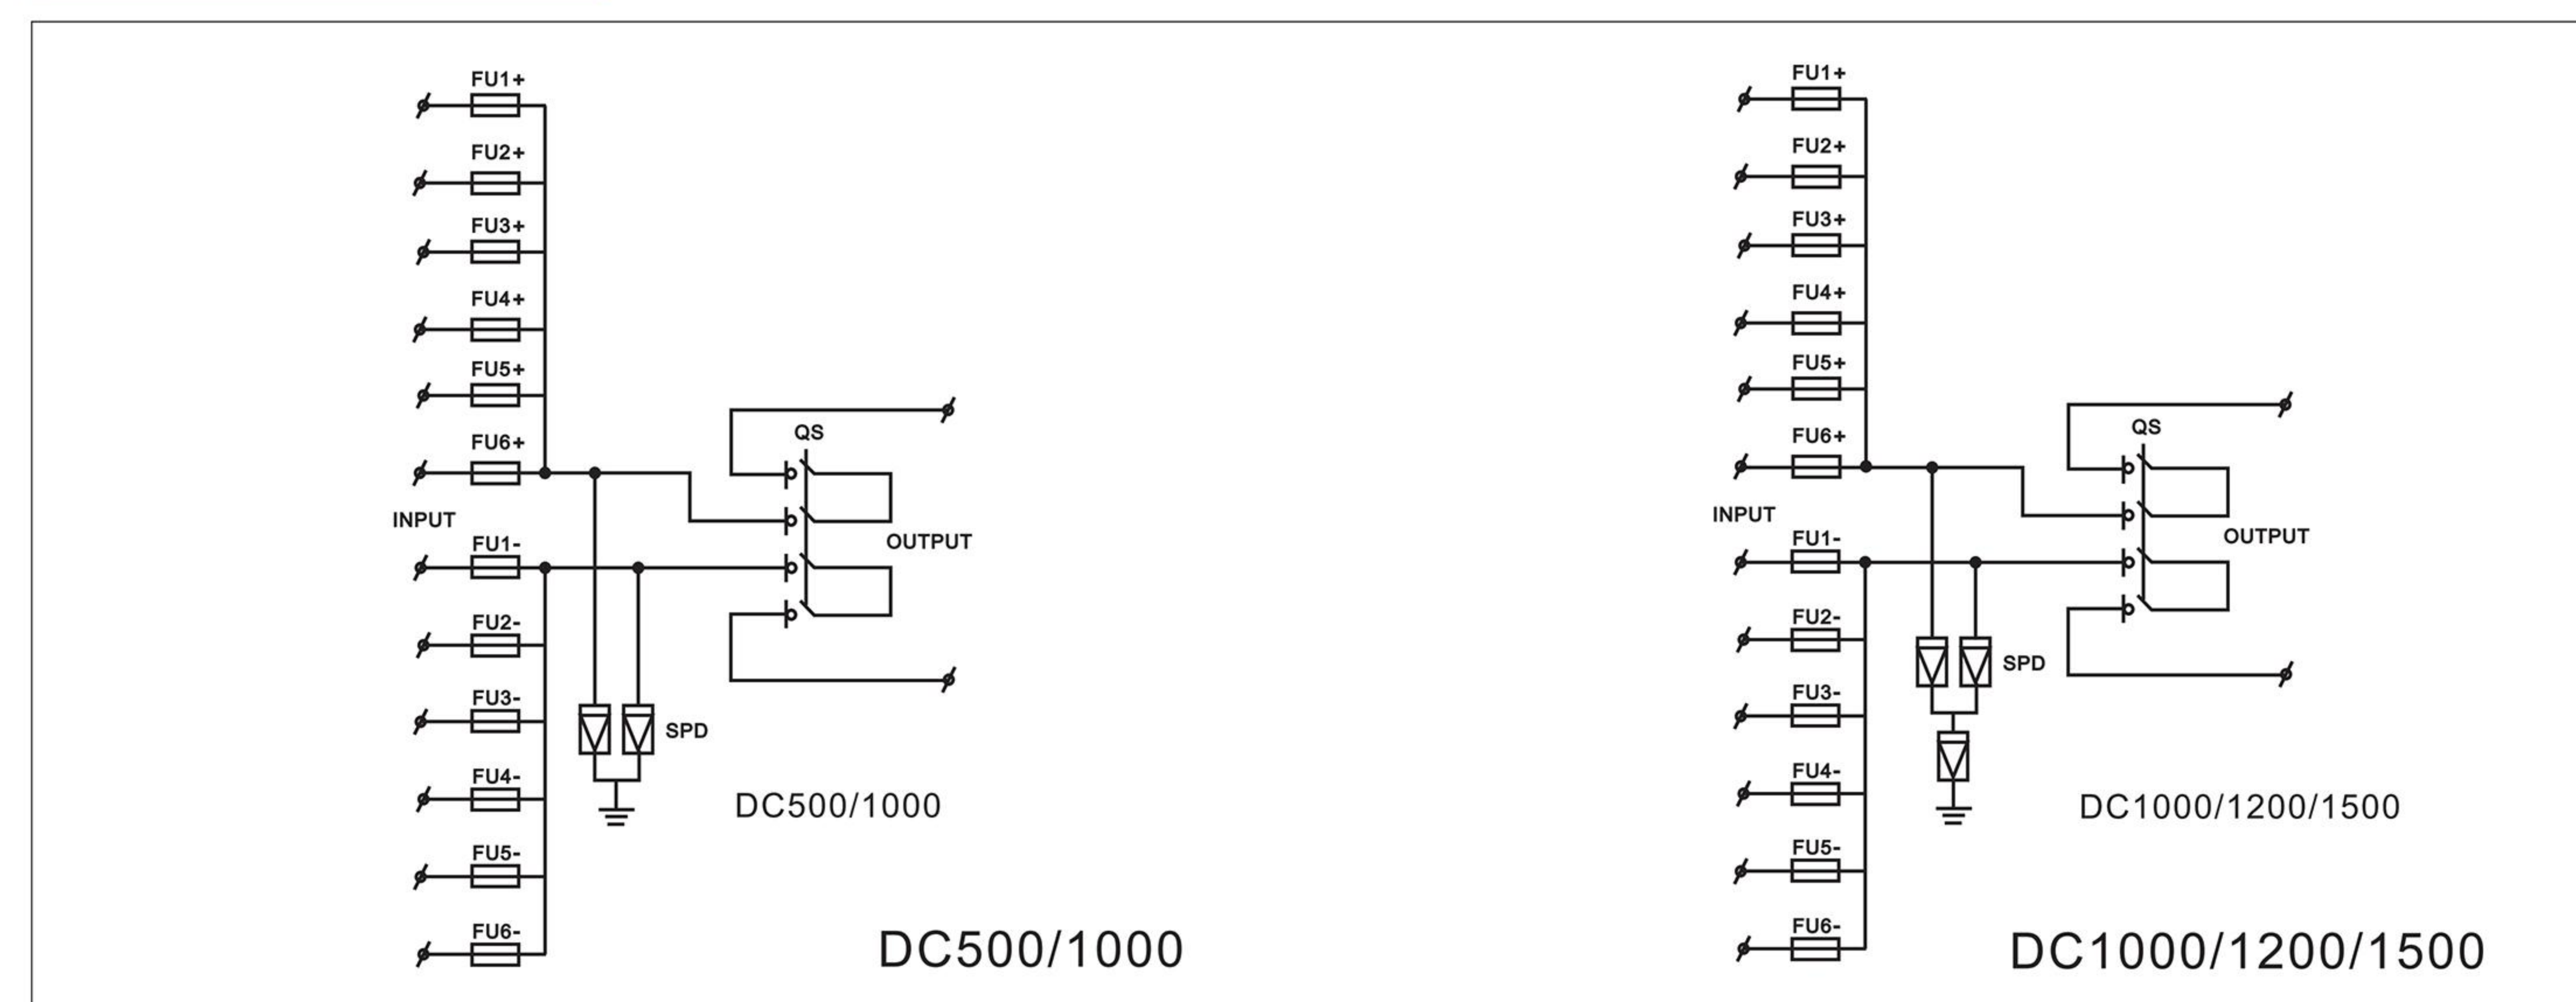 FU1+
FU2+
FU3+
FU4+
FU5+
FU6+
INPUT
FU1-
FU2-
FU3-
FU4-
FU5-
FU6-
QS
OUTPUT
SPD
DC500/1000
DC500/1000
FU1+
FU2+
FU3+
FU4+
FU5+
FU6+
INPUT
FU1-
FU2-
FU3-
FU4-
FU5-
FU6-
QS
OUTPUT
SPD
DC1000/1200/1500
DC1000/1200/1500